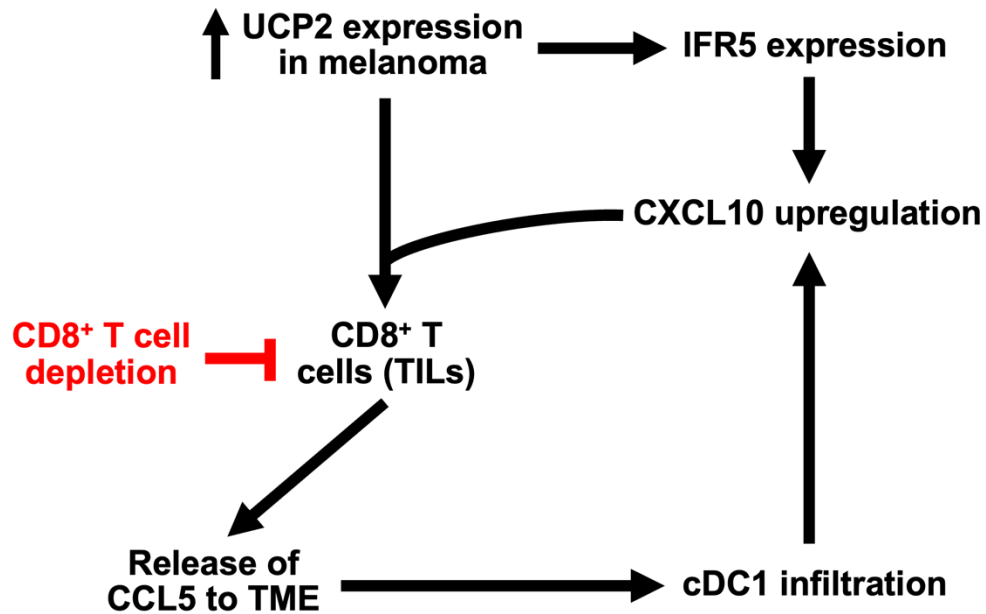 UCP2 expression
in melanoma
IFR5 expression
CXCL10 upregulation
CD8⁺ T cell
depletion
CD8⁺ T
cells (TILs)
Release of
CCL5 to TME
cDC1 infiltration